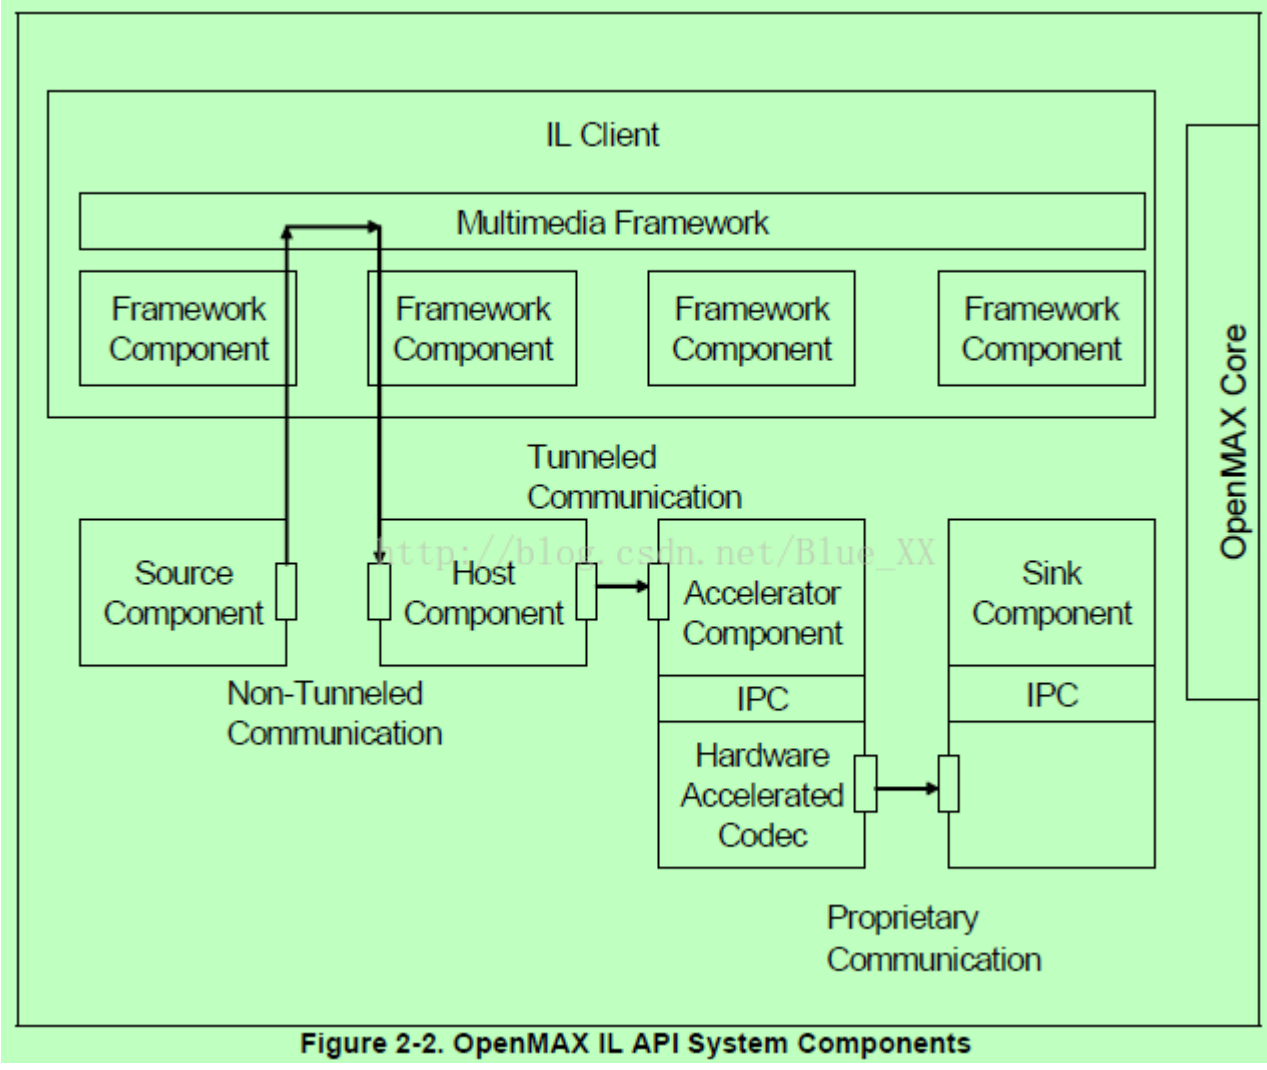 IL Client
Multimedia Framework
Framework
Component
Framework
Component
Framework
Component
Framework
Component
OpenMAX Core
Tunneled
Communication
http://blog.csdn.net/Blue_XX
Source
Component
Host
Component
Accelerator
Component
Sink
Component
Non-Tunneled
Communication
IPC
IPC
Hardware
Accelerated
Codec
Proprietary
Communication
Figure 2-2. OpenMAX IL API System Components